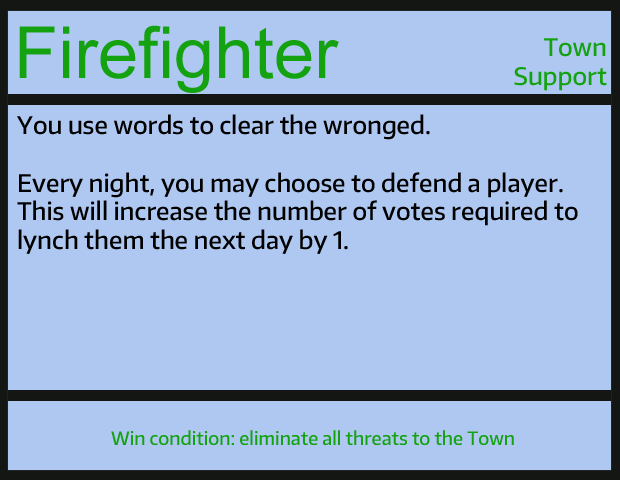 Firefighter
Town
Support
You use words to clear the wronged.
Every night, you may choose to defend a player.
This will increase the number of votes required to
lynch them the next day by 1.
Win condition: eliminate all threats to the Town